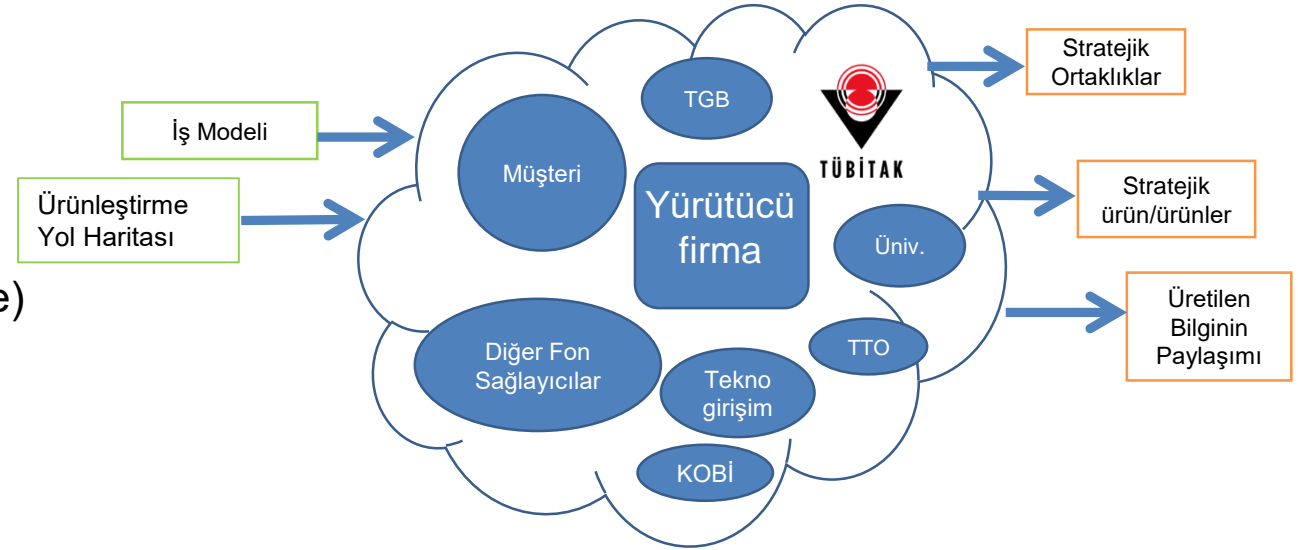 İş Modeli
Ürünleştirme
Yol Haritası
e)
Müşteri
TGB
TÜBİTAK
Yürütücü
firma
Üniv.
TTO
Diğer Fon
Sağlayıcılar
Tekno
girişim
KOBİ
Stratejik
Ortaklıklar
Stratejik
ürün/ürünler
Üretilen
Bilginin
Paylaşımı